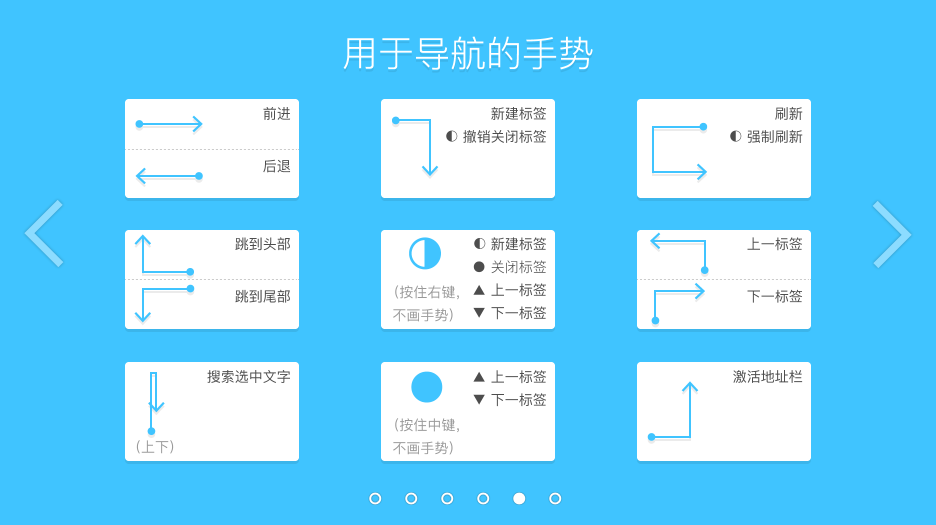 用于导航的手势
前进
后退
新建标签
撤销关闭标签
刷新
强制刷新
跳到头部
跳到尾部
新建标签
关闭标签
上一标签
下一标签
(按住右键,
不画手势)
上一标签
下一标签
搜索选中文字
(上下)
上一标签
下一标签
(按住中键,
不画手势)
激活地址栏